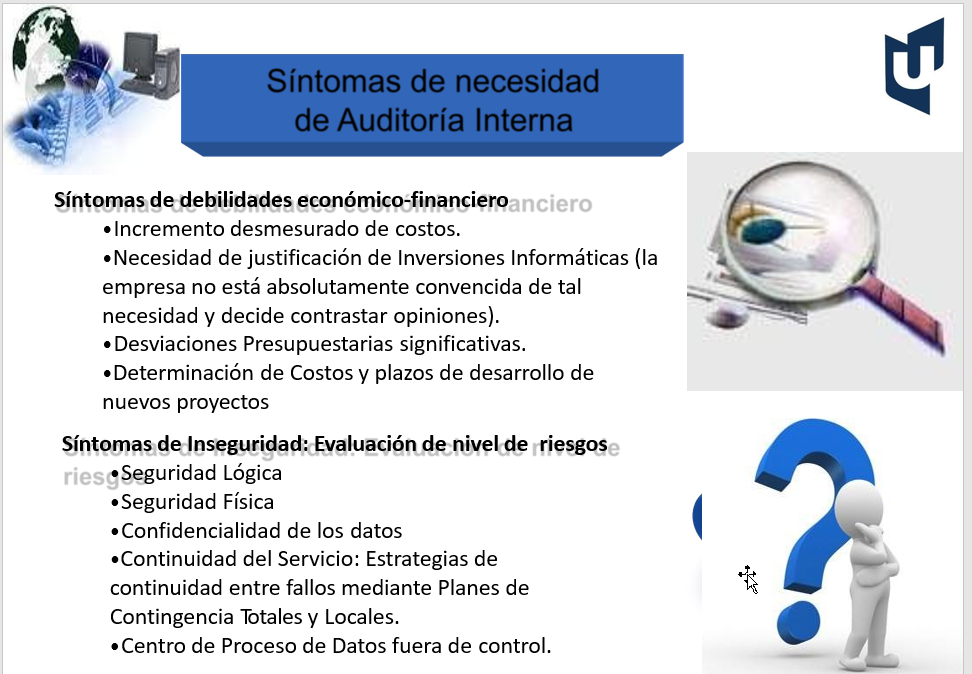 Síntomas de necesidad
de Auditoría Interna
U
Síntomas de debilidades económico-financiero
•Incremento desmesurado de costos.
•Necesidad de justificación de Inversiones Informáticas (la
empresa no está absolutamente convencida de tal
necesidad y decide contrastar opiniones).
•Desviaciones Presupuestarias significativas.
•Determinación de Costos y plazos de desarrollo de
nuevos proyectos
Síntomas de Inseguridad: Evaluación de nivel de  riesgos
•Seguridad Lógica
•Seguridad Física
•Confidencialidad de los datos
•Continuidad del Servicio: Estrategias de
continuidad entre fallos mediante Planes de
Contingencia Totales y Locales.
•Centro de Proceso de Datos fuera de control.